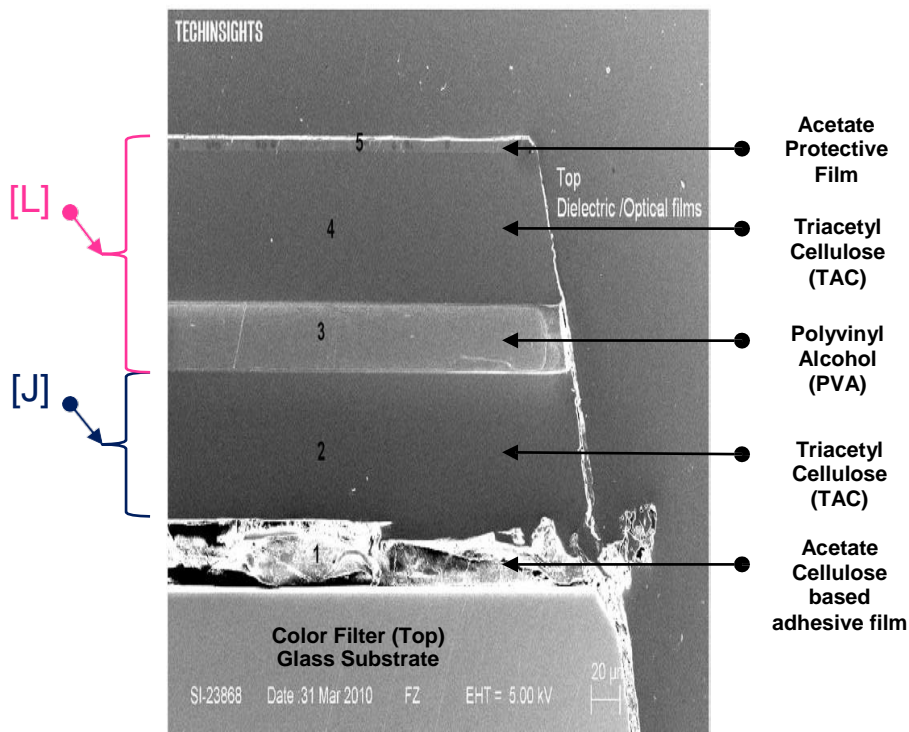 TECHINSIGHTS
5
Acetate
Protective
Film
Top
Dielectric /Optical films
[L]
4
Triacetyl
Cellulose
(TAC)
3
Polyvinyl
Alcohol
(PVA)
[J]
2
Triacetyl
Cellulose
(TAC)
1
Acetate
Cellulose
based
adhesive film
Color Filter (Top)
Glass Substrate
20 µm
SI-23868 Date :31 Mar 2010 FZ EHT = 5.00 kV